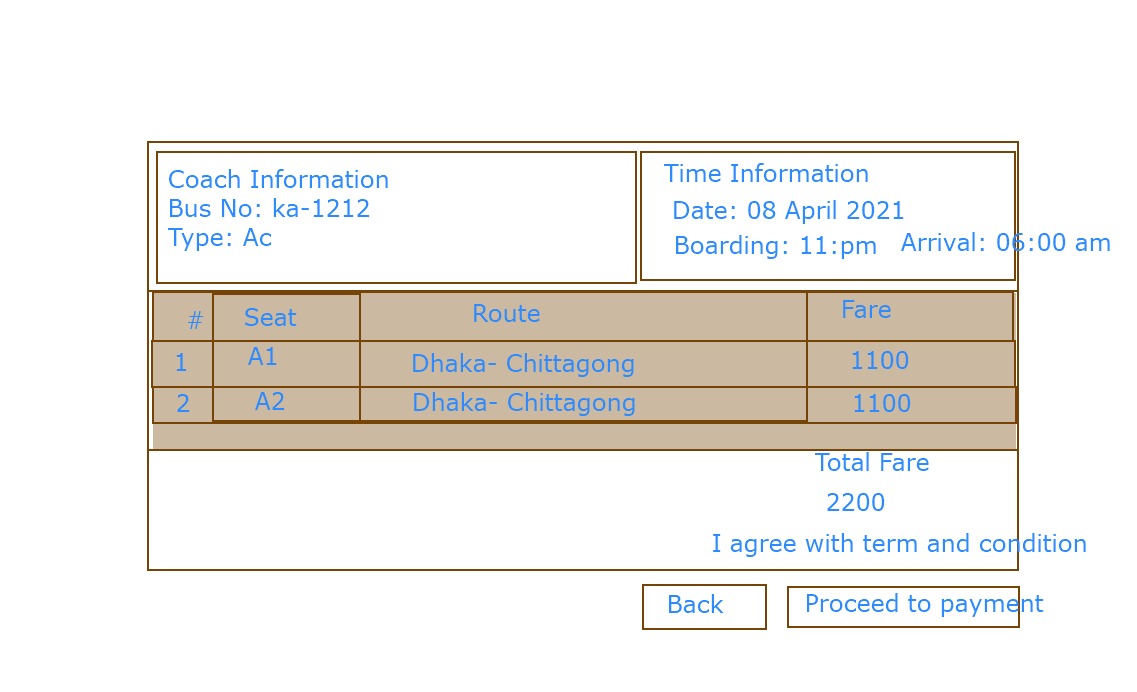 Coach Information
Bus No: ka-1212
Type: Ac
Time Information
Date: 08 April 2021
Boarding: 11:pm Arrival: 06:00 am
# Seat Route Fare
1 A1 Dhaka- Chittagong 1100
2 A2 Dhaka- Chittagong 1100
Total Fare
2200
I agree with term and condition
Back Proceed to payment